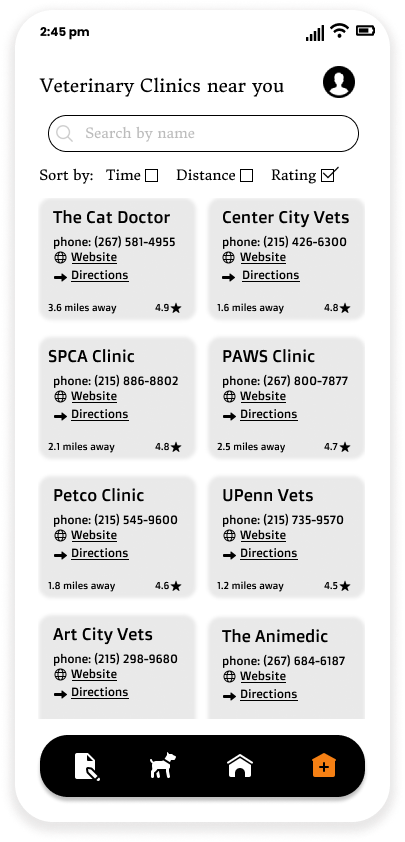 2:45 pm
Veterinary Clinics near you
Search by name
Sort by: Time Distance Rating
The Cat Doctor
phone: (267) 581-4955
Website
Directions
3.6 miles away 4.9★
Center City Vets
phone: (215) 426-6300
Website
Directions
1.6 miles away 4.8★
SPCA Clinic
phone: (215) 886-8802
Website
Directions
2.1 miles away 4.8★
PAWS Clinic
phone: (267) 800-7877
Website
Directions
2.5 miles away 4.7★
Petco Clinic
phone: (215) 545-9600
Website
Directions
1.8 miles away 4.6★
UPenn Vets
phone: (215) 735-9570
Website
Directions
1.2 miles away 4.5★
Art City Vets
phone: (215) 298-9680
Website
Directions
The Animedic
phone: (267) 684-6187
Website
Directions